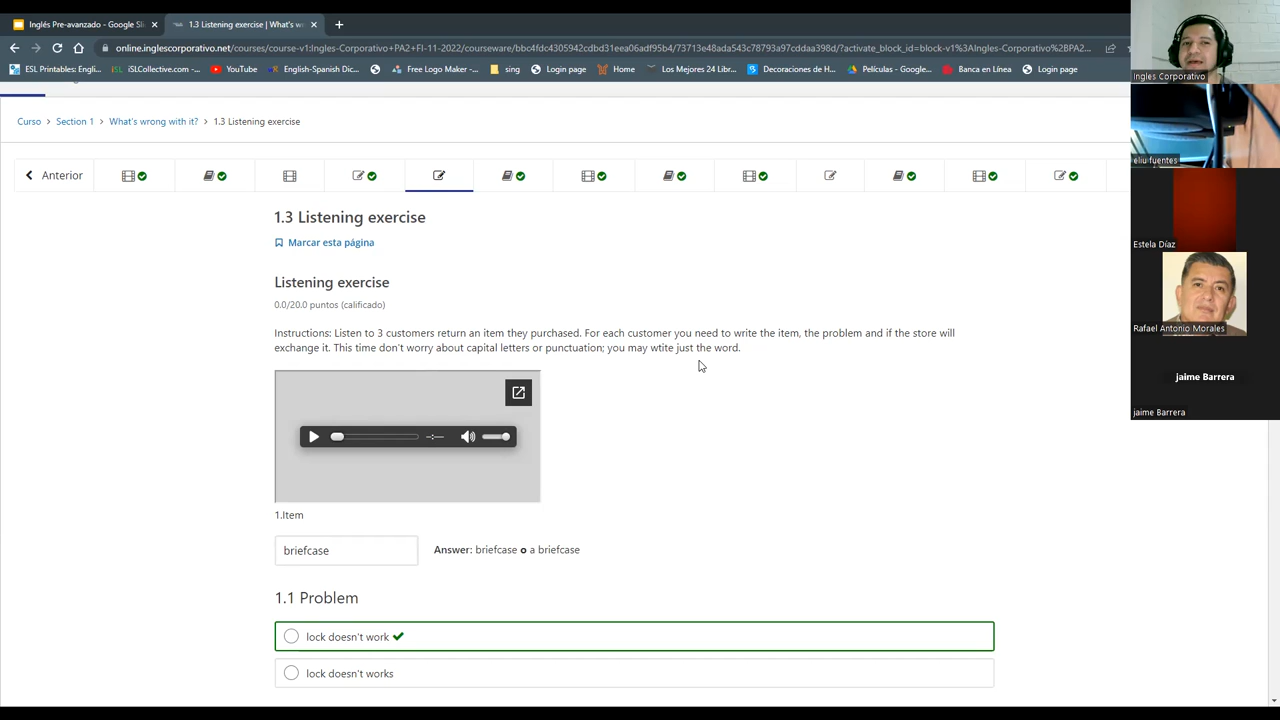 Inglés Pre-avanzado - Google Sli
1.3 Listening exercise | What's wr
online.inglescorporativo.net/courses/course-v1:Ingles-Corporativo+PA2+FI-11-2022/courseware/bbc4fdc4305942cdbd31eea06adf95b4/73713e48ada543c78793a97cddaa398d/?activate_block_id=block-v1%3AIngles-Corporativo%2BPA2...
ESL Printables: Engli...
iSLCollective.com -...
YouTube
English-Spanish Dic...
Free Logo Maker -...
sing
Login page
Home
Los Mejores 24 Libr...
Decoraciones de H...
Películas - Google...
Banca en Línea
Login page
Curso > Section 1 > What's wrong with it? > 1.3 Listening exercise
Anterior
1.3 Listening exercise
Marcar esta página
Listening exercise
0.0/20.0 puntos (calificado)
Instructions: Listen to 3 customers return an item they purchased. For each customer you need to write the item, the problem and if the store will
exchange it. This time don't worry about capital letters or punctuation; you may wtite just the word.
1.Item
briefcase
Answer: briefcase o a briefcase
1.1 Problem
lock doesn't work
lock doesn't works
Ingles Corporativo
eliu fuentes
Estela Díaz
Rafael Antonio Morales
jaime Barrera
jaime Barrera